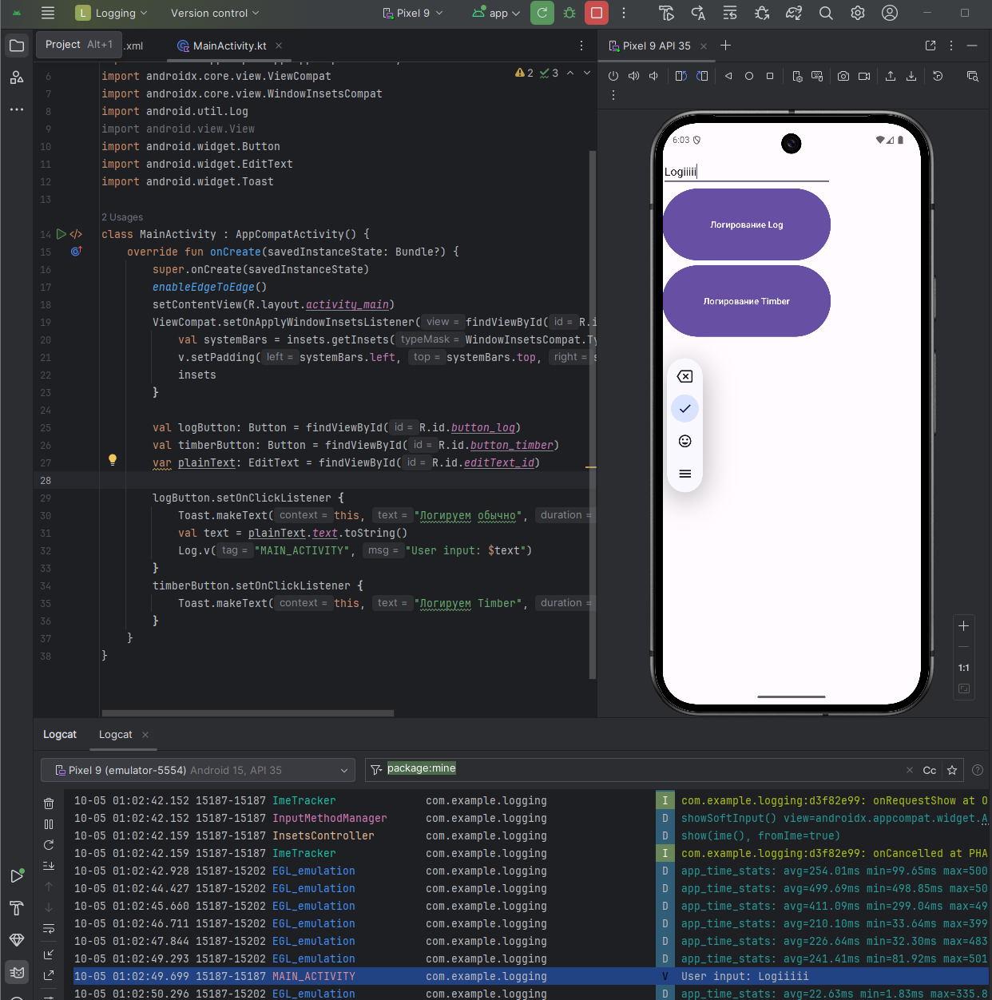 L Logging Version control Pixel 9 app
Project Alt+1 .xml MainActivity.kt Pixel 9 API 35
2 3
6 import androidx.core.view.ViewCompat
7 import androidx.core.view.WindowInsetsCompat
8 import android.util.Log
9 import android.view.View
10 import android.widget.Button
11 import android.widget.EditText
12 import android.widget.Toast
13
2 Usages
14 class MainActivity : AppCompatActivity() {
15 override fun onCreate(savedInstanceState: Bundle?) {
16 super.onCreate(savedInstanceState)
17 enableEdgeToEdge()
18 setContentView(R.layout.activity_main)
19 ViewCompat.setOnApplyWindowInsetsListener( view = findViewById( id = R.i
20 val systemBars = insets.getInsets( typeMask = WindowInsetsCompat.Ty
21 v.setPadding( left = systemBars.left, top = systemBars.top, right = s
22 insets
23 }
24
25 val logButton: Button = findViewById( id = R.id.button_log)
26 val timberButton: Button = findViewById( id = R.id.button_timber)
27 var plainText: EditText = findViewById( id = R.id.editText_id)
28
29 logButton.setOnClickListener {
30 Toast.makeText( context = this, text = "Логируем обычно", duration =
31 val text = plainText.text.toString()
32 Log.v( tag = "MAIN_ACTIVITY", msg = "User input: $text")
33 }
34 timberButton.setOnClickListener {
35 Toast.makeText( context = this, text = "Логируем Timber", duration =
36 }
37 }
38 }
6:03
Logiiiii
Логирование Log
Логирование Timber
1:1
Logcat Logcat
Pixel 9 (emulator-5554) Android 15, API 35 package:mine Cc
10-05 01:02:42.152 15187-15187 ImeTracker com.example.logging I com.example.logging:d3f82e99: onRequestShow at O
10-05 01:02:42.159 15187-15187 InputMethodManager com.example.logging D showSoftInput() view=androidx.appcompat.widget.A
10-05 01:02:42.159 15187-15187 InsetsController com.example.logging D show(ime(), fromIme=true)
10-05 01:02:42.159 15187-15187 ImeTracker com.example.logging I com.example.logging:d3f82e99: onCancelled at PHA
10-05 01:02:42.928 15187-15202 EGL_emulation com.example.logging D app_time_stats: avg=254.01ms min=99.65ms max=500
10-05 01:02:44.427 15187-15202 EGL_emulation com.example.logging D app_time_stats: avg=499.69ms min=498.85ms max=50
10-05 01:02:45.660 15187-15202 EGL_emulation com.example.logging D app_time_stats: avg=411.09ms min=299.04ms max=49
10-05 01:02:46.711 15187-15202 EGL_emulation com.example.logging D app_time_stats: avg=210.10ms min=33.64ms max=399
10-05 01:02:47.844 15187-15202 EGL_emulation com.example.logging D app_time_stats: avg=226.64ms min=32.30ms max=483
10-05 01:02:49.293 15187-15202 EGL_emulation com.example.logging D app_time_stats: avg=241.41ms min=81.92ms max=501
10-05 01:02:49.699 15187-15187 MAIN_ACTIVITY com.example.logging V User input: Logiiiii
10-05 01:02:50.296 15187-15202 EGL_emulation com.example.logging D app_time_stats: avg=22.63ms min=1.83ms max=335.8